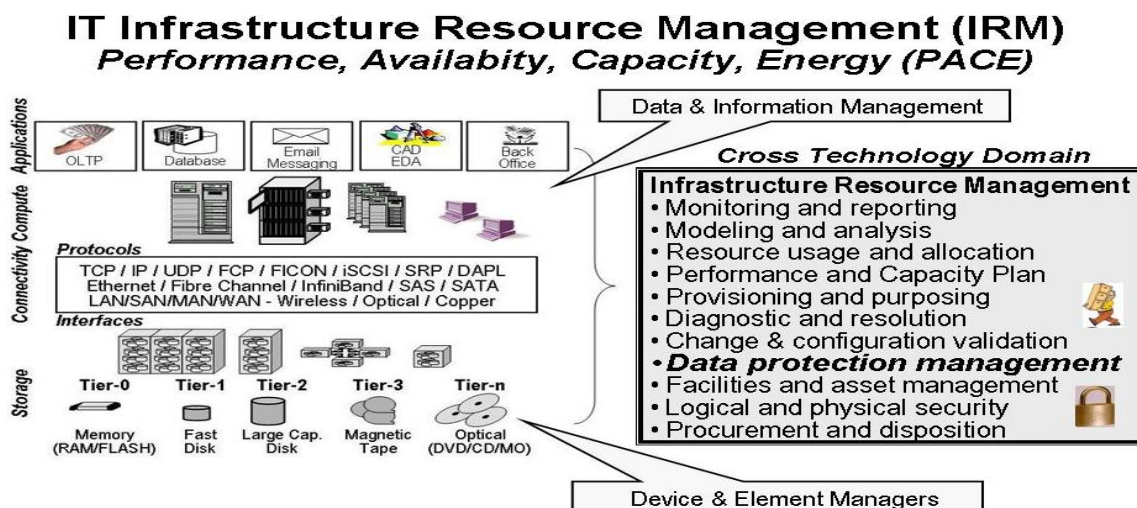 IT Infrastructure Resource Management (IRM)
Performance, Availabity, Capacity, Energy (PACE)
Applications
OLTP
Database
Email
Messaging
CAD
EDA
Back
Office
Data & Information Management
Connectivity Compute
Protocols
TCP / IP / UDP / FCP / FICON / iSCSI / SRP / DAPL
Ethernet / Fibre Channel / InfiniBand / SAS / SATA
LAN/SAN/MAN/WAN - Wireless / Optical / Copper
Interfaces
Storage
Tier-0
Tier-1
Tier-2
Tier-3
Tier-n
Memory
(RAM/FLASH)
Fast
Disk
Large Cap.
Disk
Magnetic
Tape
Optical
(DVD/CD/MO)
Cross Technology Domain
Infrastructure Resource Management
• Monitoring and reporting
• Modeling and analysis
• Resource usage and allocation
• Performance and Capacity Plan
• Provisioning and purposing
• Diagnostic and resolution
• Change & configuration validation
• Data protection management
• Facilities and asset management
• Logical and physical security
• Procurement and disposition
Device & Element Managers